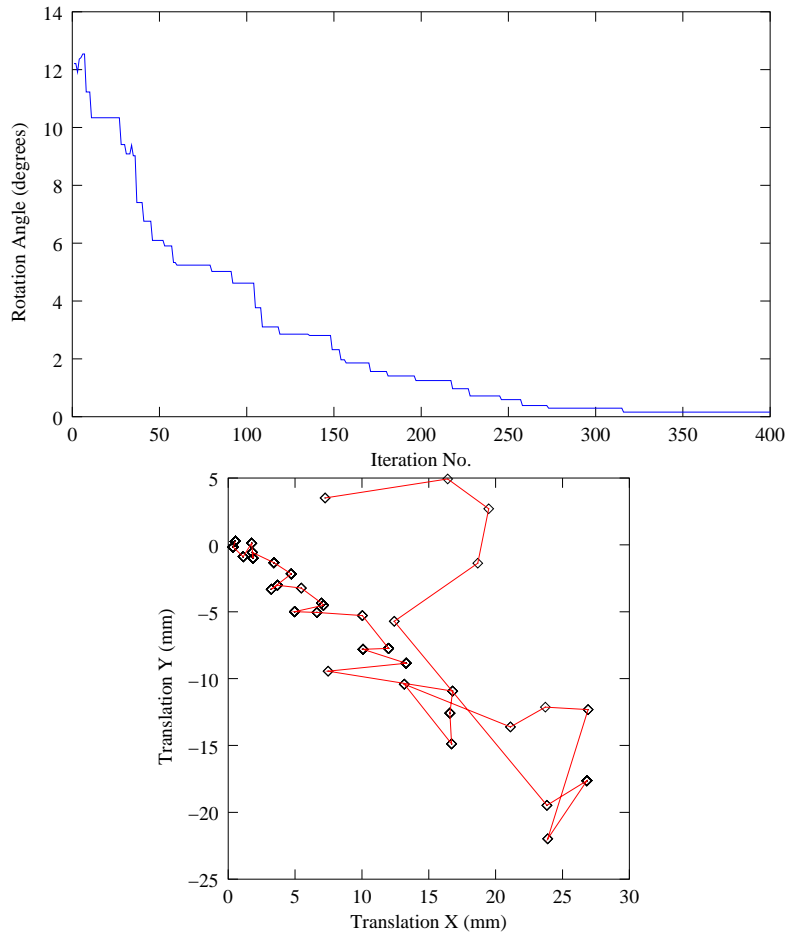 14
12
10
8
6
4
2
0
Rotation Angle (degrees)
0 50 100 150 200 250 300 350 400
Iteration No.
5
0
−5
−10
−15
−20
−25
Translation Y (mm)
0 5 10 15 20 25 30
Translation X (mm)